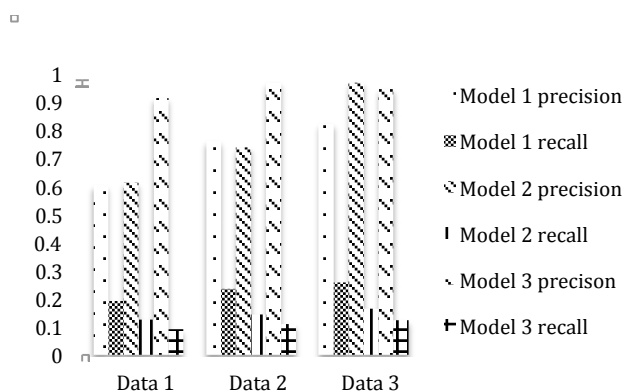 1
0.9
0.8
0.7
0.6
0.5
0.4
0.3
0.2
0.1
0
Data 1 Data 2 Data 3
Model 1 precision
Model 1 recall
Model 2 precision
Model 2 recall
Model 3 precison
Model 3 recall